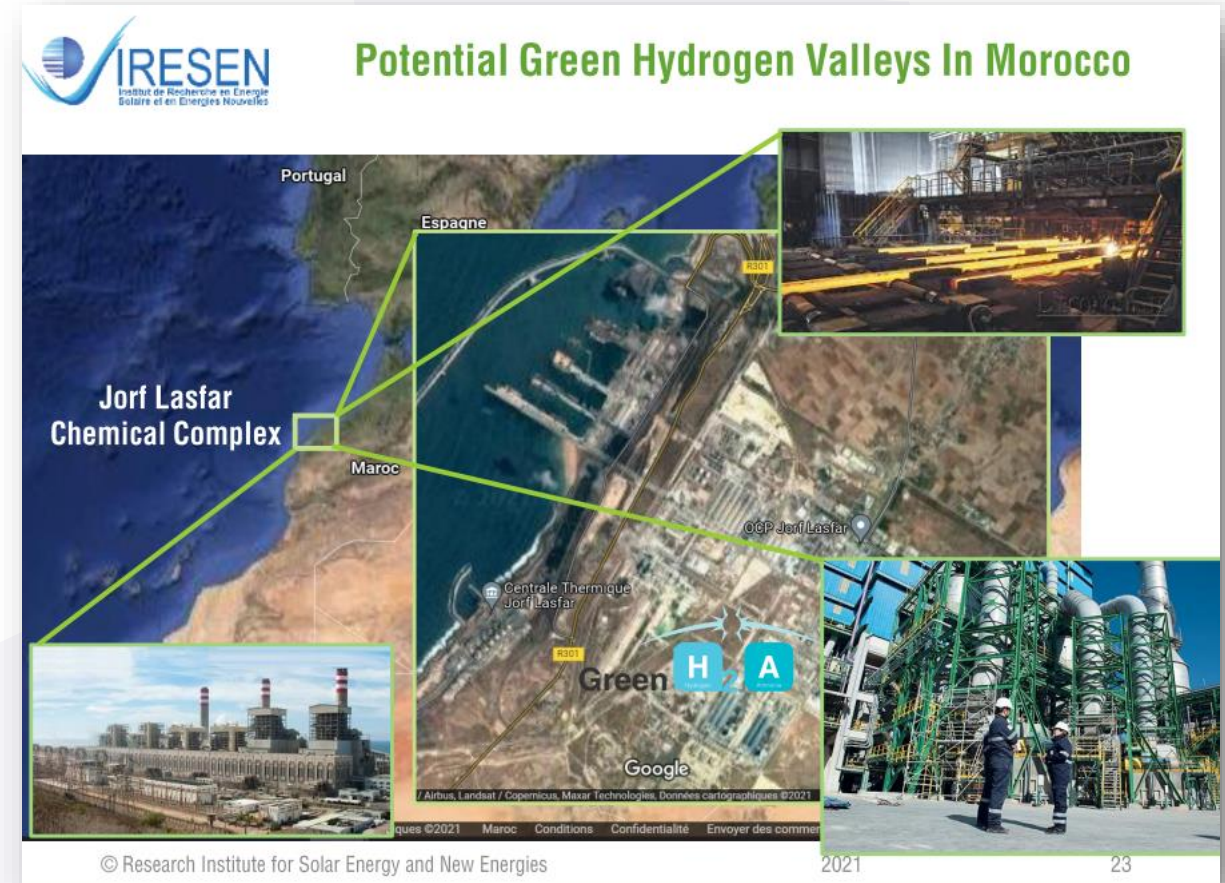 IRESEN
Institut de Recherche en Energie
Solaire et en Energies Nouvelles
Potential Green Hydrogen Valleys In Morocco
Portugal
Espagne
R301
Jorf Lasfar
Chemical Complex
Maroc
OCP Jorf Lasfar
Centrale Thermique
Jorf Lasfar
R301
Green H2A
Google
/ Airbus, Landsat / Copernicus, Maxar Technologies, Données cartographiques ©2021
ques ©2021 Maroc Conditions Confidentialité Envoyer des commer
© Research Institute for Solar Energy and New Energies
2021
23